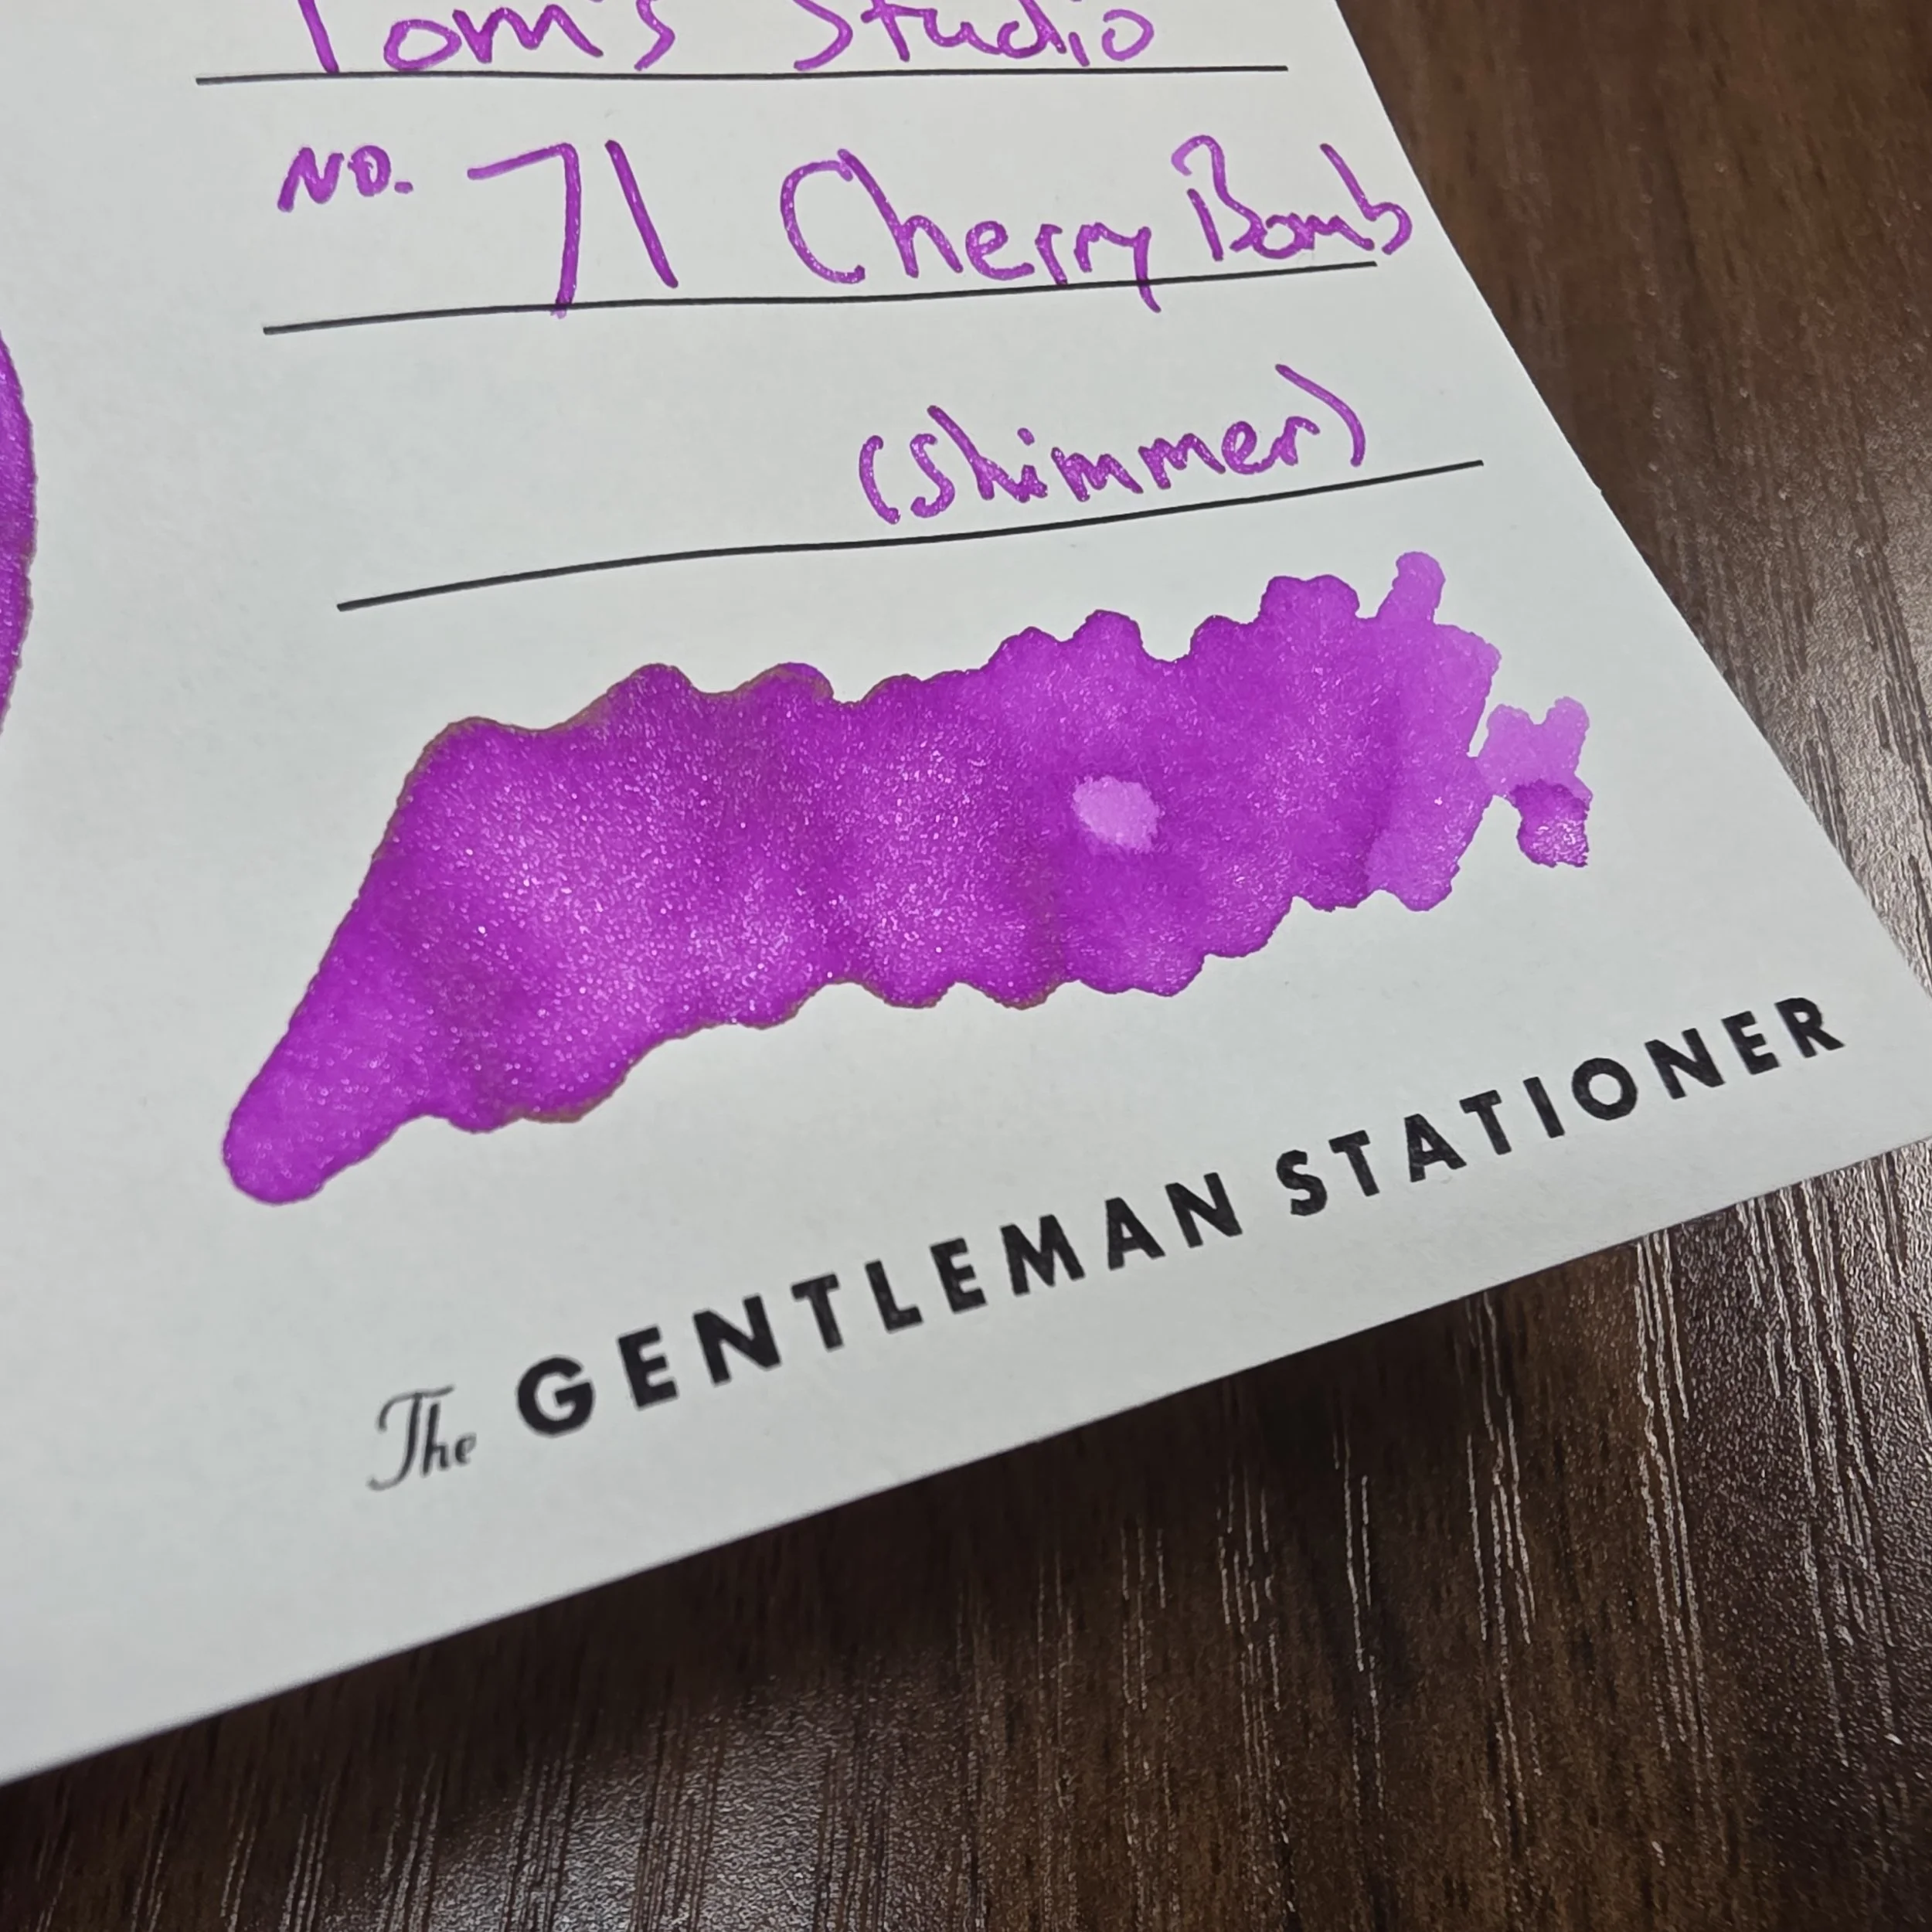 Tom's Studio
No. 71 Cherry Bomb
(Shimmer)
The GENTLEMAN STATIONER